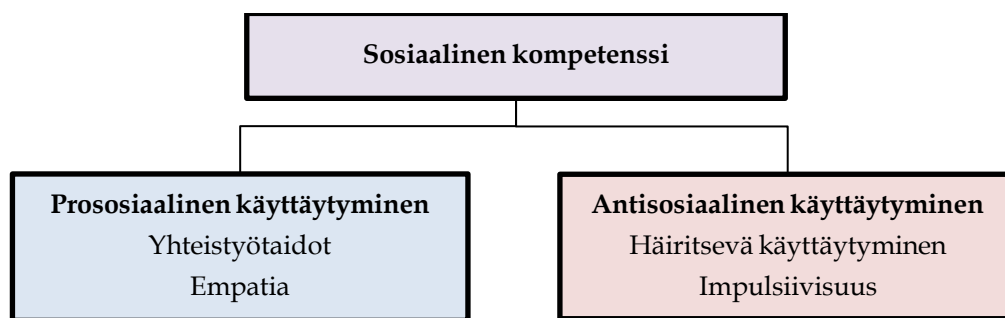 Sosiaalinen kompetenssi
Prososiaalinen käyttäytyminen
Yhteistyötaidot
Empatia
Antisosiaalinen käyttäytyminen
Häiritsevä käyttäytyminen
Impulsiivisuus